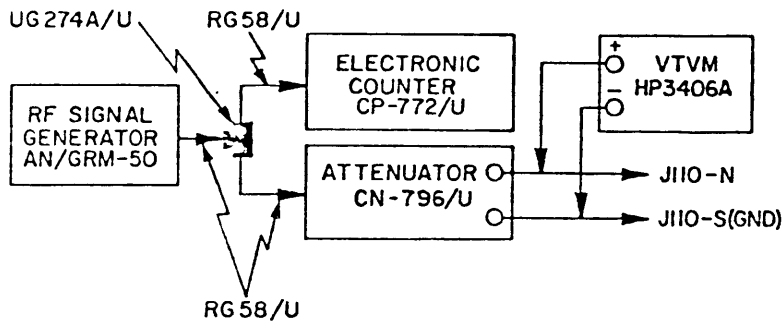 UG274A/U
RG58/U
RF SIGNAL
GENERATOR
AN/GRM-50
ELECTRONIC
COUNTER
CP-772/U
ATTENUATOR
CN-796/U
+
VTVM
−
HP3406A
J110-N
J110-S(GND)
RG58/U